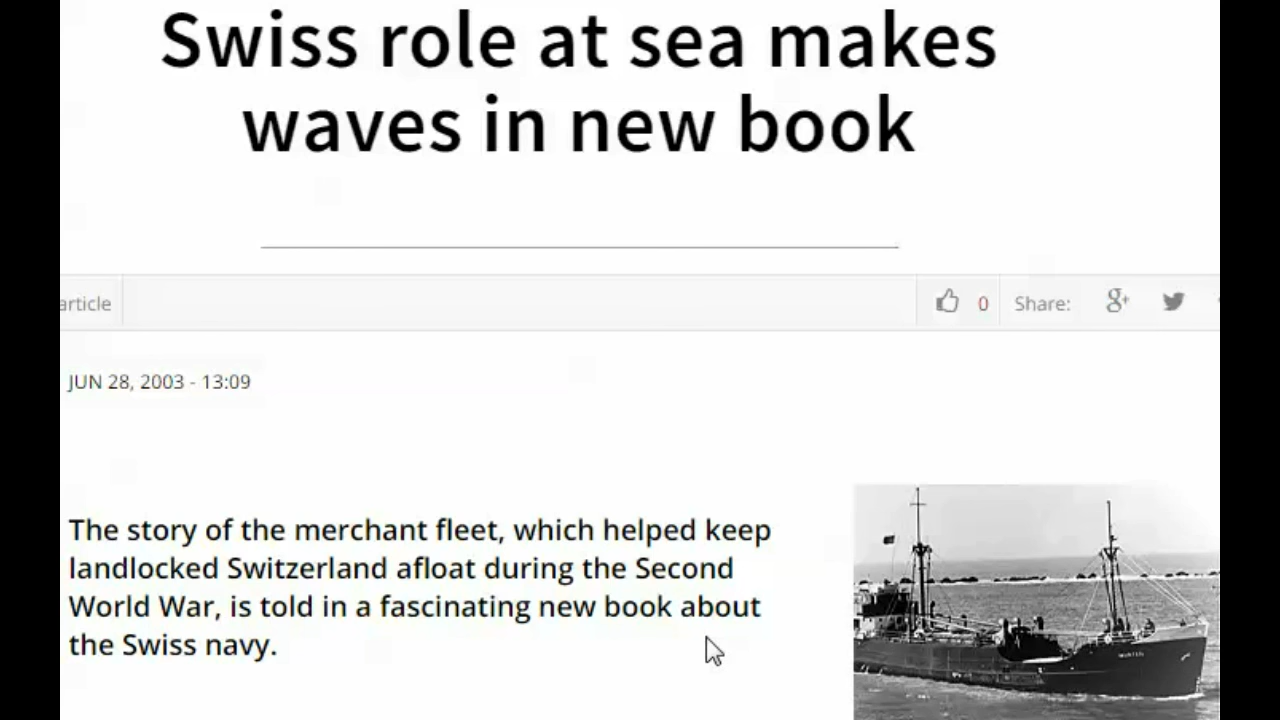 Swiss role at sea makes
waves in new book
article
0
Share:
JUN 28, 2003 - 13:09
The story of the merchant fleet, which helped keep
landlocked Switzerland afloat during the Second
World War, is told in a fascinating new book about
the Swiss navy.